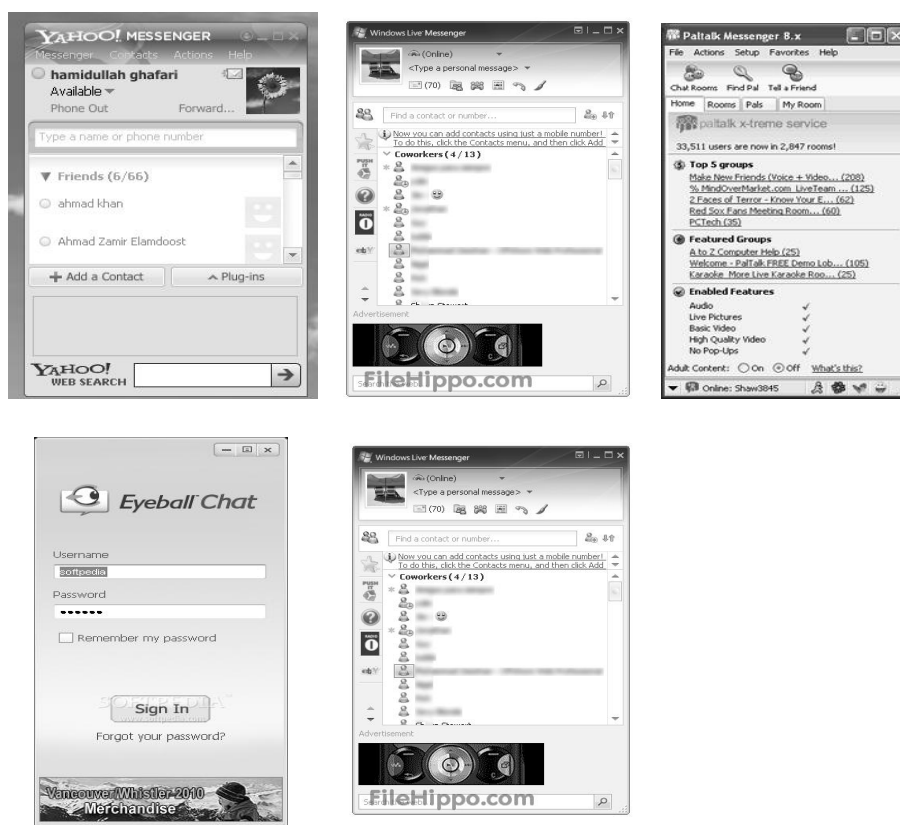 YAHOO! MESSENGER
Messenger Contacts Actions Help
hamidullah ghafari
Available
Phone Out Forward...
Type a name or phone number
Friends (6/66)
ahmad khan
Ahmad Zamir Elamdoost
+ Add a Contact Plug-ins
YAHOO!
WEB SEARCH
Windows Live Messenger
(Online)
<Type a personal message>
(70)
Find a contact or number...
Now you can add contacts using just a mobile number!
To do this, click the Contacts menu, and then click Add
Coworkers (4 / 13)
PUSH
IT
RADIO
1
ebY
Advertisement
FileHippo.com
Paltalk Messenger 8.x
File Actions Setup Favorites Help
Chat Rooms Find Pal Tell a Friend
Home Rooms Pals My Room
paltalk x-treme service
33,511 users are now in 2,847 rooms!
Top 5 groups
Make New Friends (Voice + Video... (208)
% MindOverMarket.com LiveTeam ... (125)
2 Faces of Terror - Know Your E... (62)
Red Sox Fans Meeting Room... (60)
PCTech (35)
Featured Groups
A to Z Computer Help (25)
Welcome - PalTalk FREE Demo Lob... (105)
Karaoke More Live Karaoke Roo... (25)
Enabled Features
Audio
Live Pictures
Basic Video
High Quality Video
No Pop-Ups
Adult Content: On Off What's this?
Online: Shaw3845
Eyeball Chat
Username
softpedia
Password
Remember my password
SOFTPEDIA
Sign In
Forgot your password?
Vancouver/Whistler 2010
Merchandise
Windows Live Messenger
(Online)
<Type a personal message>
(70)
Find a contact or number...
Now you can add contacts using just a mobile number!
To do this, click the Contacts menu, and then click Add
Coworkers (4 / 13)
PUSH
IT
RADIO
1
ebY
Advertisement
FileHippo.com